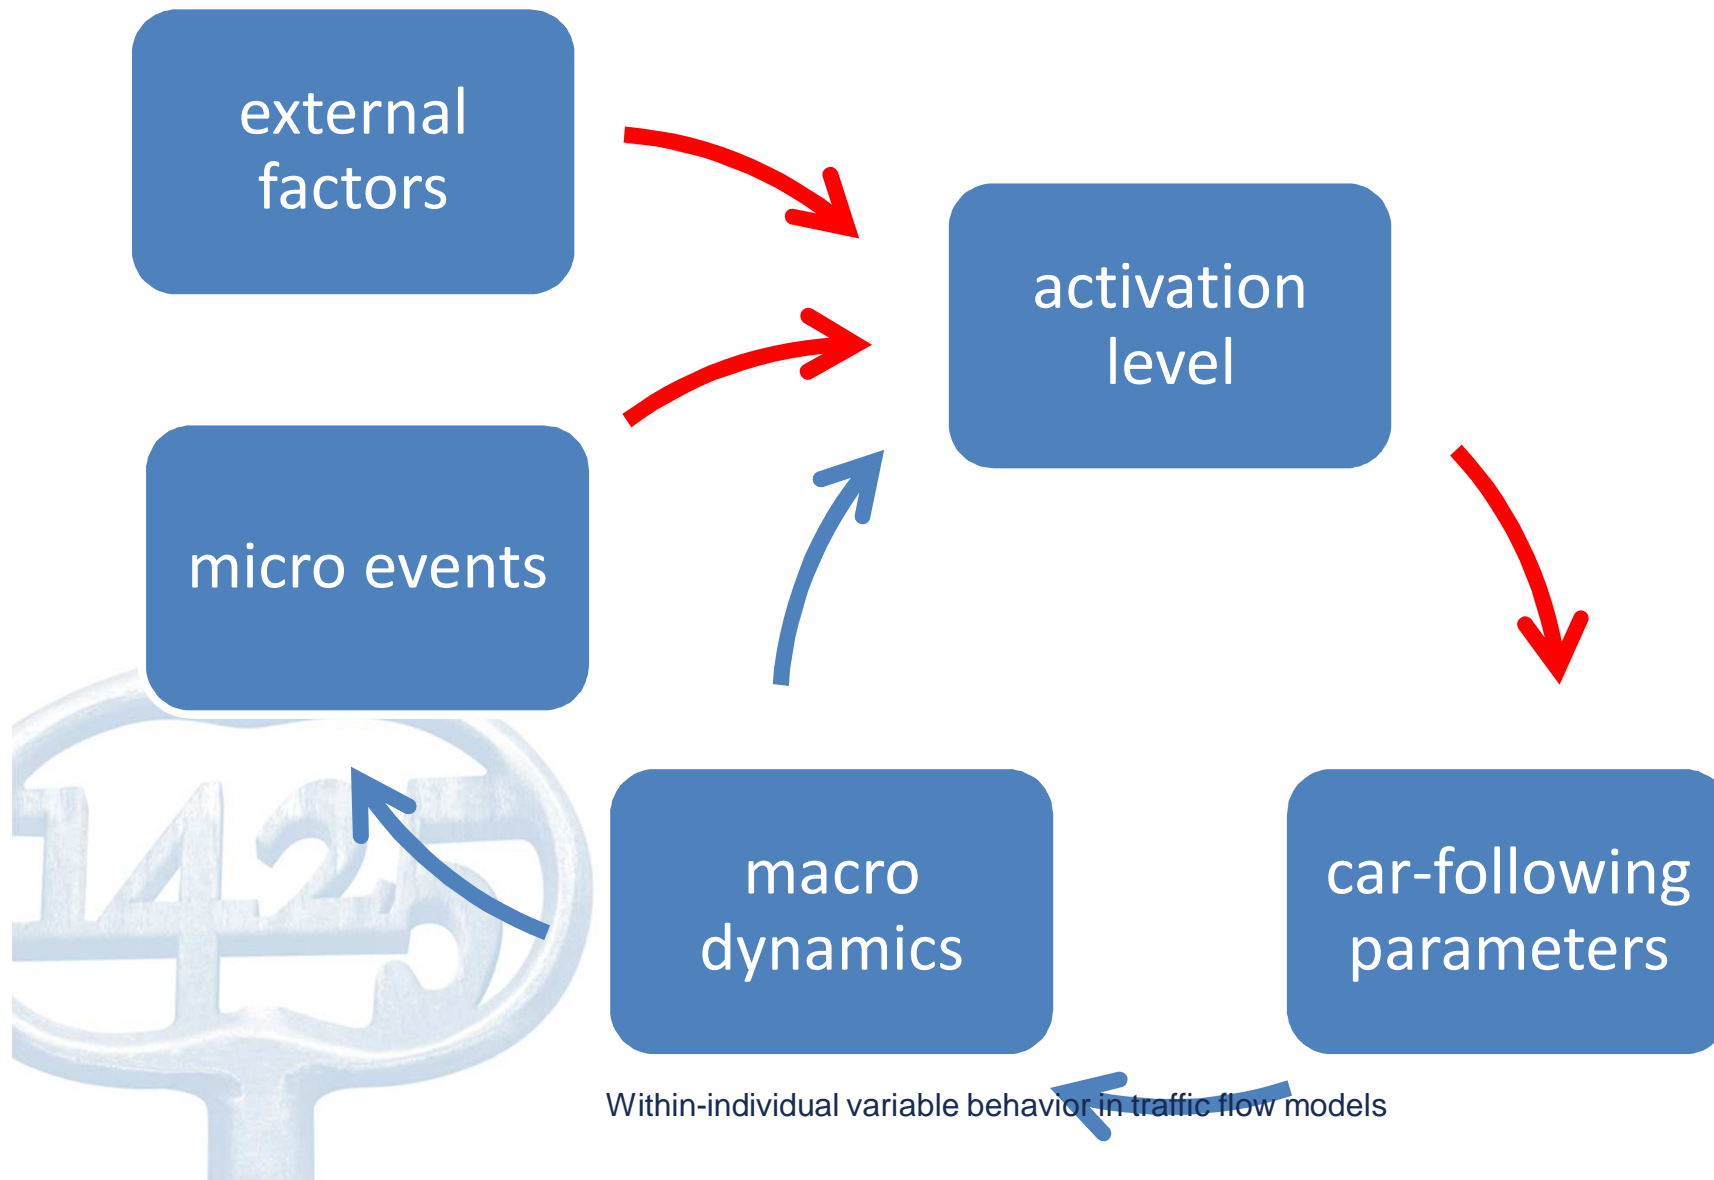 external
factors
activation
level
micro events
macro
dynamics
car-following
parameters
1425
Within-individual variable behavior in traffic flow models